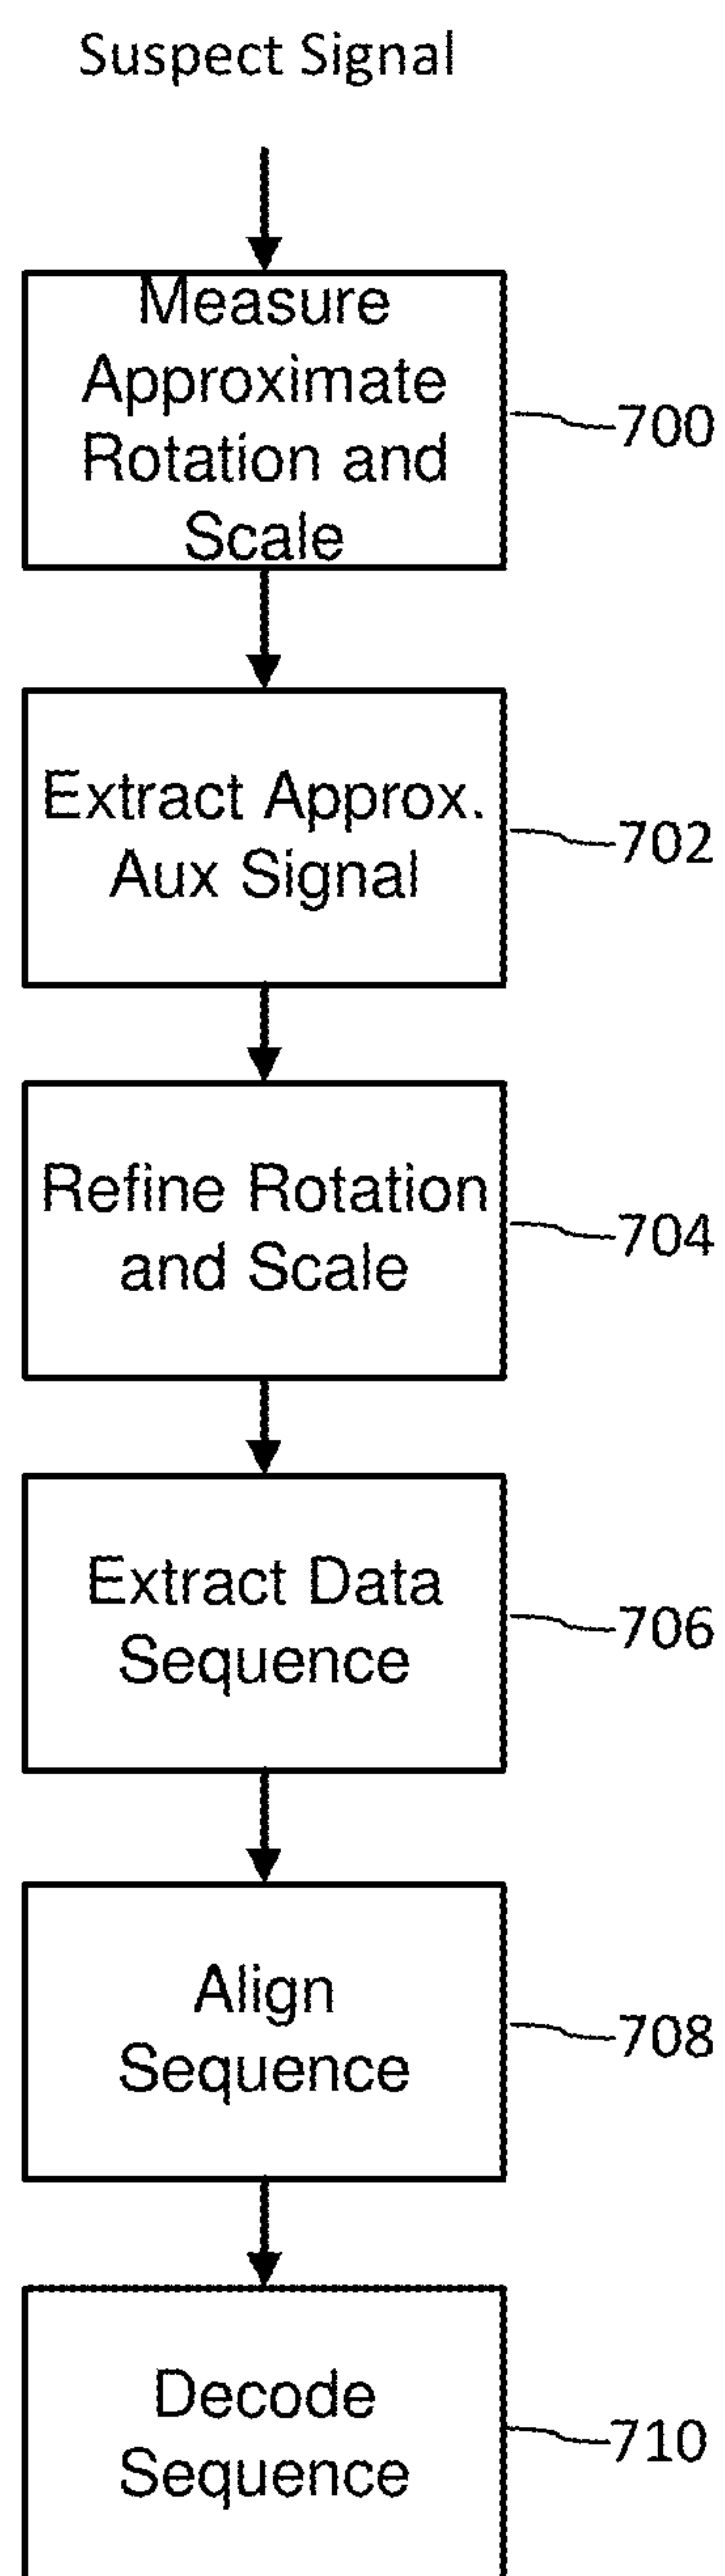 Suspect Signal
Measure
Approximate
Rotation and
Scale
700
Extract Approx.
Aux Signal
702
Refine Rotation
and Scale
704
Extract Data
Sequence
706
Align
Sequence
708
Decode
Sequence
710